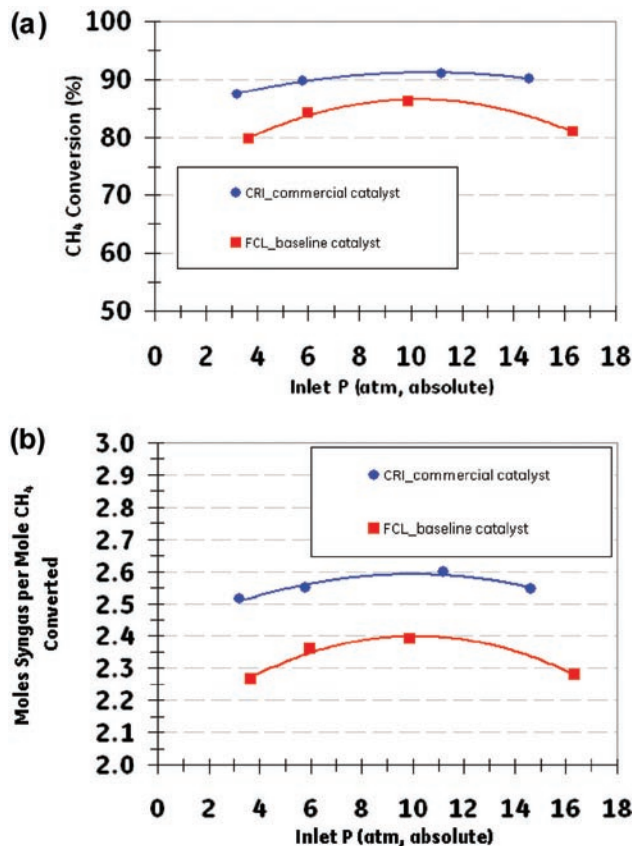 (a)
100
90
80
70
60
50
CH₄ Conversion (%)
CRI_commercial catalyst
FCL_baseline catalyst
0 2 4 6 8 10 12 14 16 18
Inlet P (atm, absolute)
(b)
3.0
2.9
2.8
2.7
2.6
2.5
2.4
2.3
2.2
2.1
2.0
Moles Syngas per Mole CH₄
Converted
CRI_commercial catalyst
FCL_baseline catalyst
0 2 4 6 8 10 12 14 16 18
Inlet P (atm, absolute)